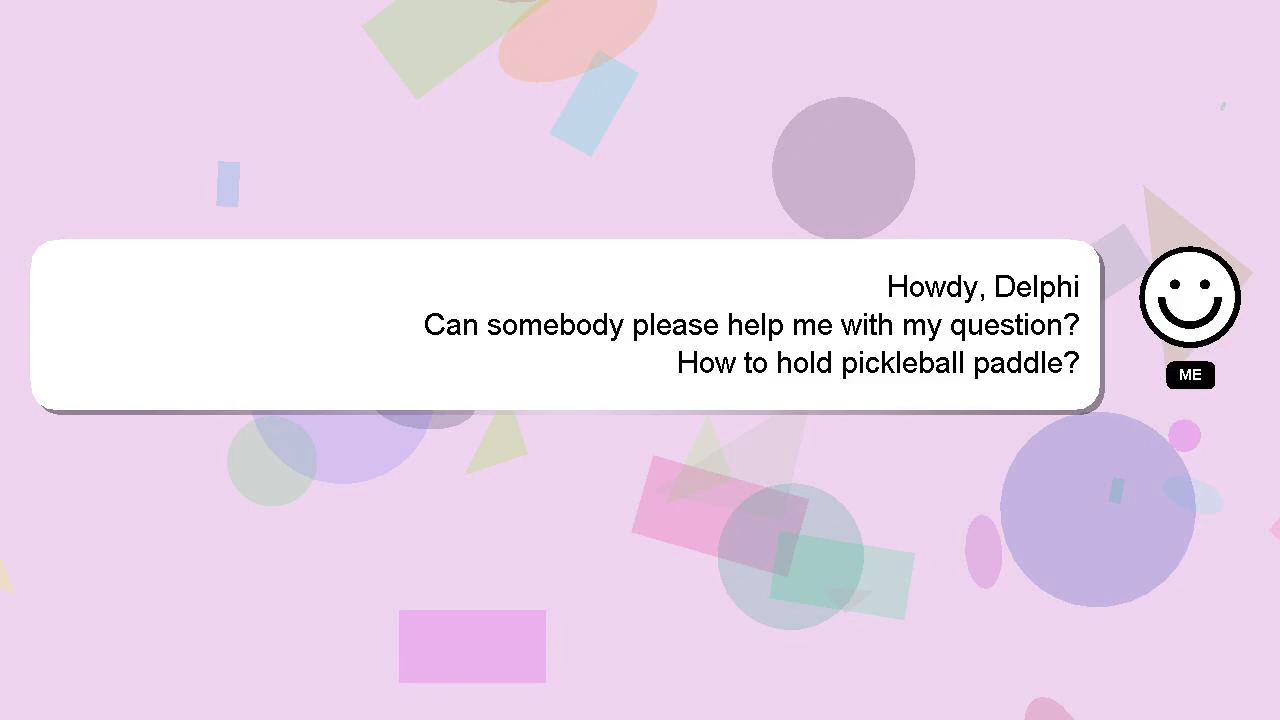 Howdy, Delphi
Can somebody please help me with my question?
How to hold pickleball paddle?
ME